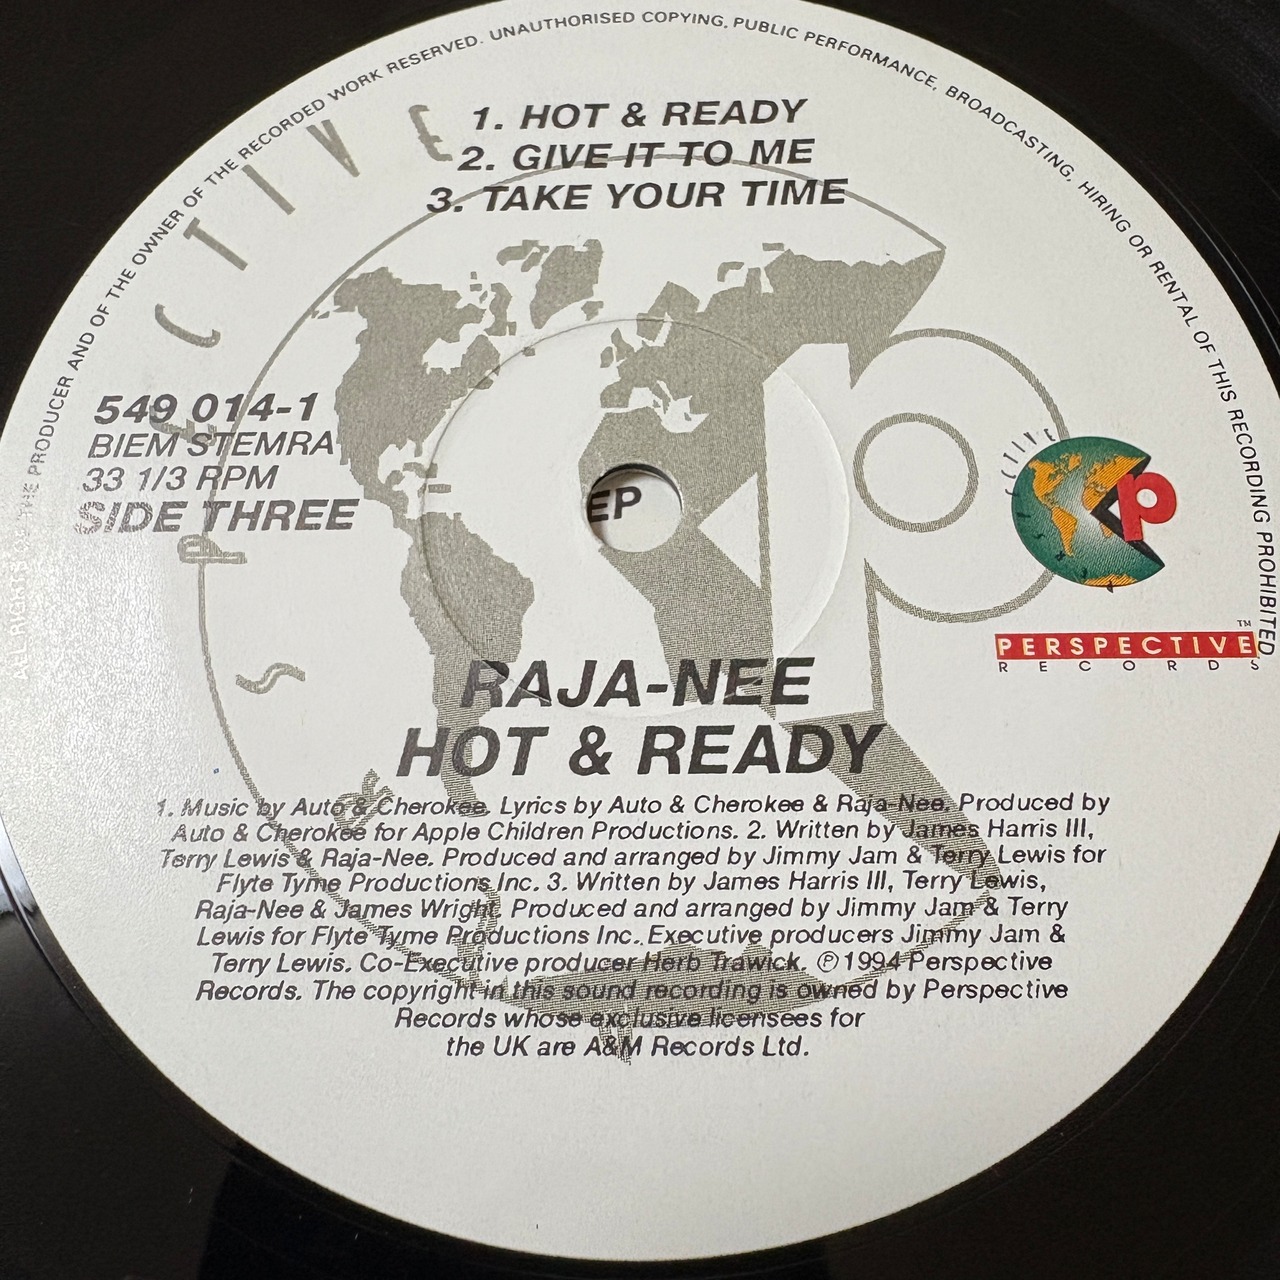 ALL RIGHTS OF THE PRODUCER AND OF THE OWNER OF THE RECORDED WORK RESERVED. UNAUTHORISED COPYING, PUBLIC PERFORMANCE, BROADCASTING, HIRING OR RENTAL OF THIS RECORDING PROHIBITED.
1. HOT & READY
2. GIVE IT TO ME
3. TAKE YOUR TIME
549 014-1
BIEM STEMRA
33 1/3 RPM
SIDE THREE
EP
p
p
PERSPECTIVE™
RECORDS
RAJA-NEE
HOT & READY
1. Music by Auto & Cherokee. Lyrics by Auto & Cherokee & Raja-Nee. Produced by
Auto & Cherokee for Apple Children Productions. 2. Written by James Harris III,
Terry Lewis & Raja-Nee. Produced and arranged by Jimmy Jam & Terry Lewis for
Flyte Tyme Productions Inc. 3. Written by James Harris III, Terry Lewis,
Raja-Nee & James Wright. Produced and arranged by Jimmy Jam & Terry
Lewis for Flyte Tyme Productions Inc. Executive producers Jimmy Jam &
Terry Lewis. Co-Executive producer Herb Trawick. ℗ 1994 Perspective
Records. The copyright in this sound recording is owned by Perspective
Records whose exclusive licensees for
the UK are A&M Records Ltd.